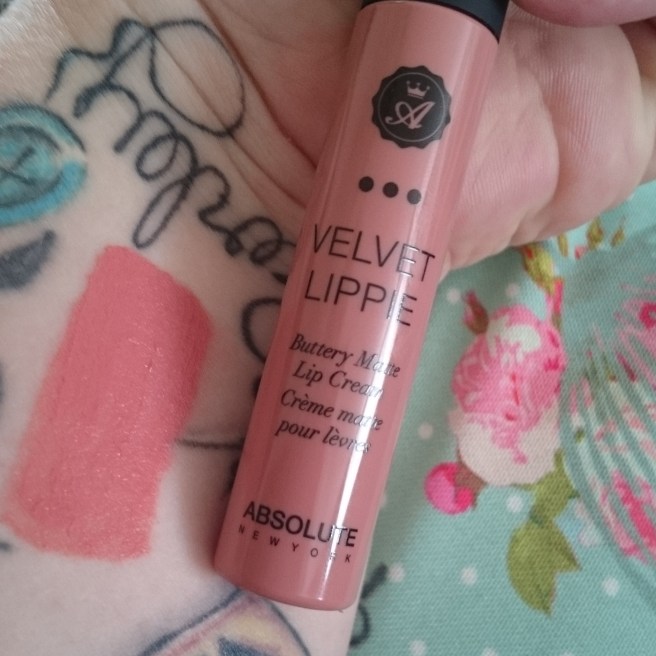 A
VELVET
LIPPIE
Buttery Matte
Lip Cream
Crème matte
pour lèvres
ABSOLUTE
NEW YORK